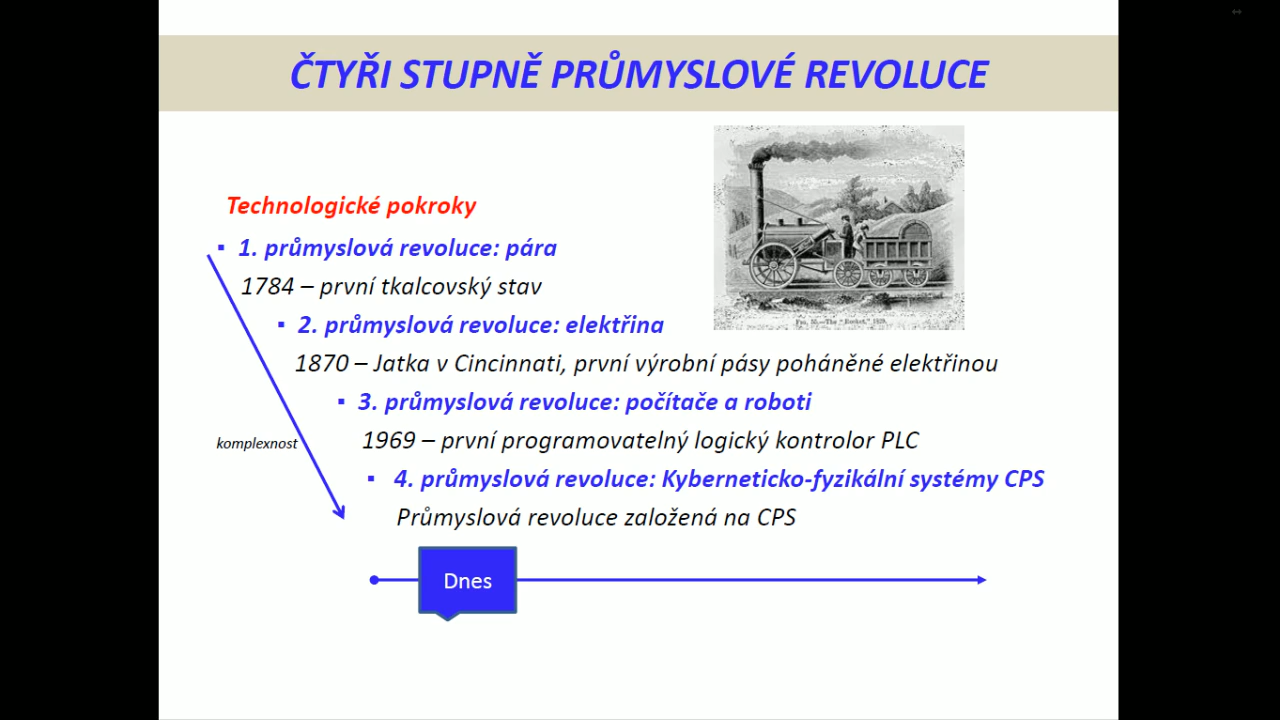 ČTYŘI STUPNĚ PRŮMYSLOVÉ REVOLUCE
Technologické pokroky
▪ 1. průmyslová revoluce: pára
1784 – první tkalcovský stav
▪ 2. průmyslová revoluce: elektřina
1870 – Jatka v Cincinnati, první výrobní pásy poháněné elektřinou
▪ 3. průmyslová revoluce: počítače a roboti
komplexnost
1969 – první programovatelný logický kontrolor PLC
▪ 4. průmyslová revoluce: Kyberneticko-fyzikální systémy CPS
Průmyslová revoluce založená na CPS
Dnes